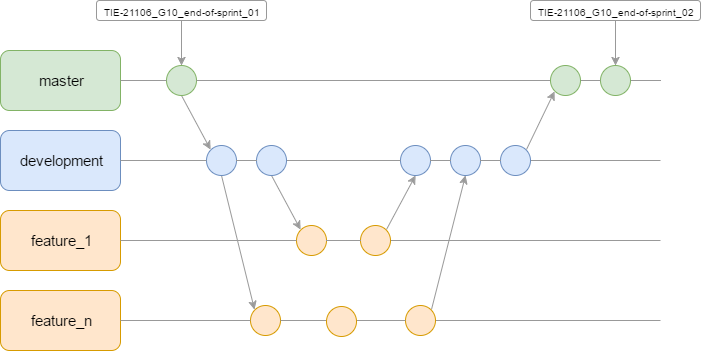 TIE-21106_G10_end-of-sprint_01
TIE-21106_G10_end-of-sprint_02
master
development
feature_1
feature_n